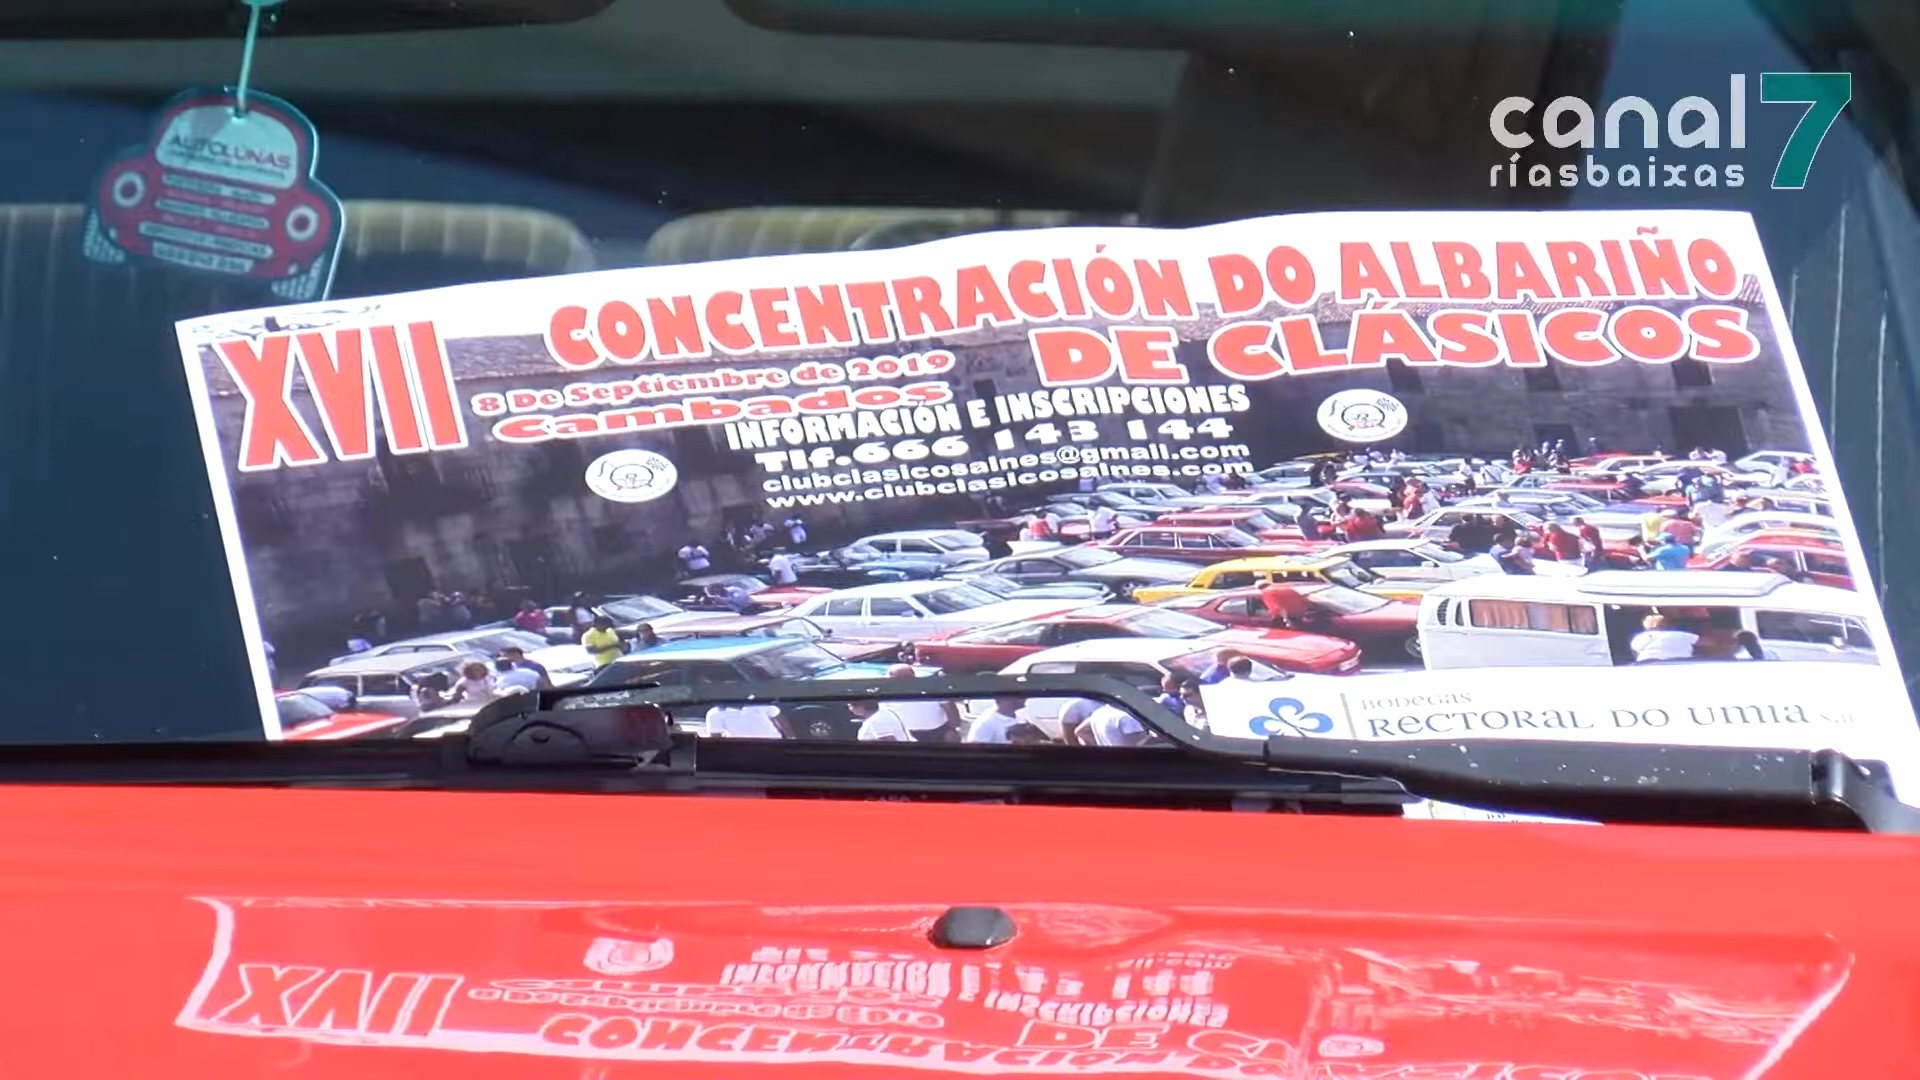 canal 7
ríasbaixas
AUTOLUNAS
XVII CONCENTRACIÓN DO ALBARIÑO
DE CLÁSICOS
8 De Septiembre de 2019
Cambados
INFORMACIÓN E INSCRIPCIONES
Tlf.666 143 144
clubclasicosalnes@gmail.com
www.clubclasicosalnes.com
BODEGAS
RECTORAL DO UMIA